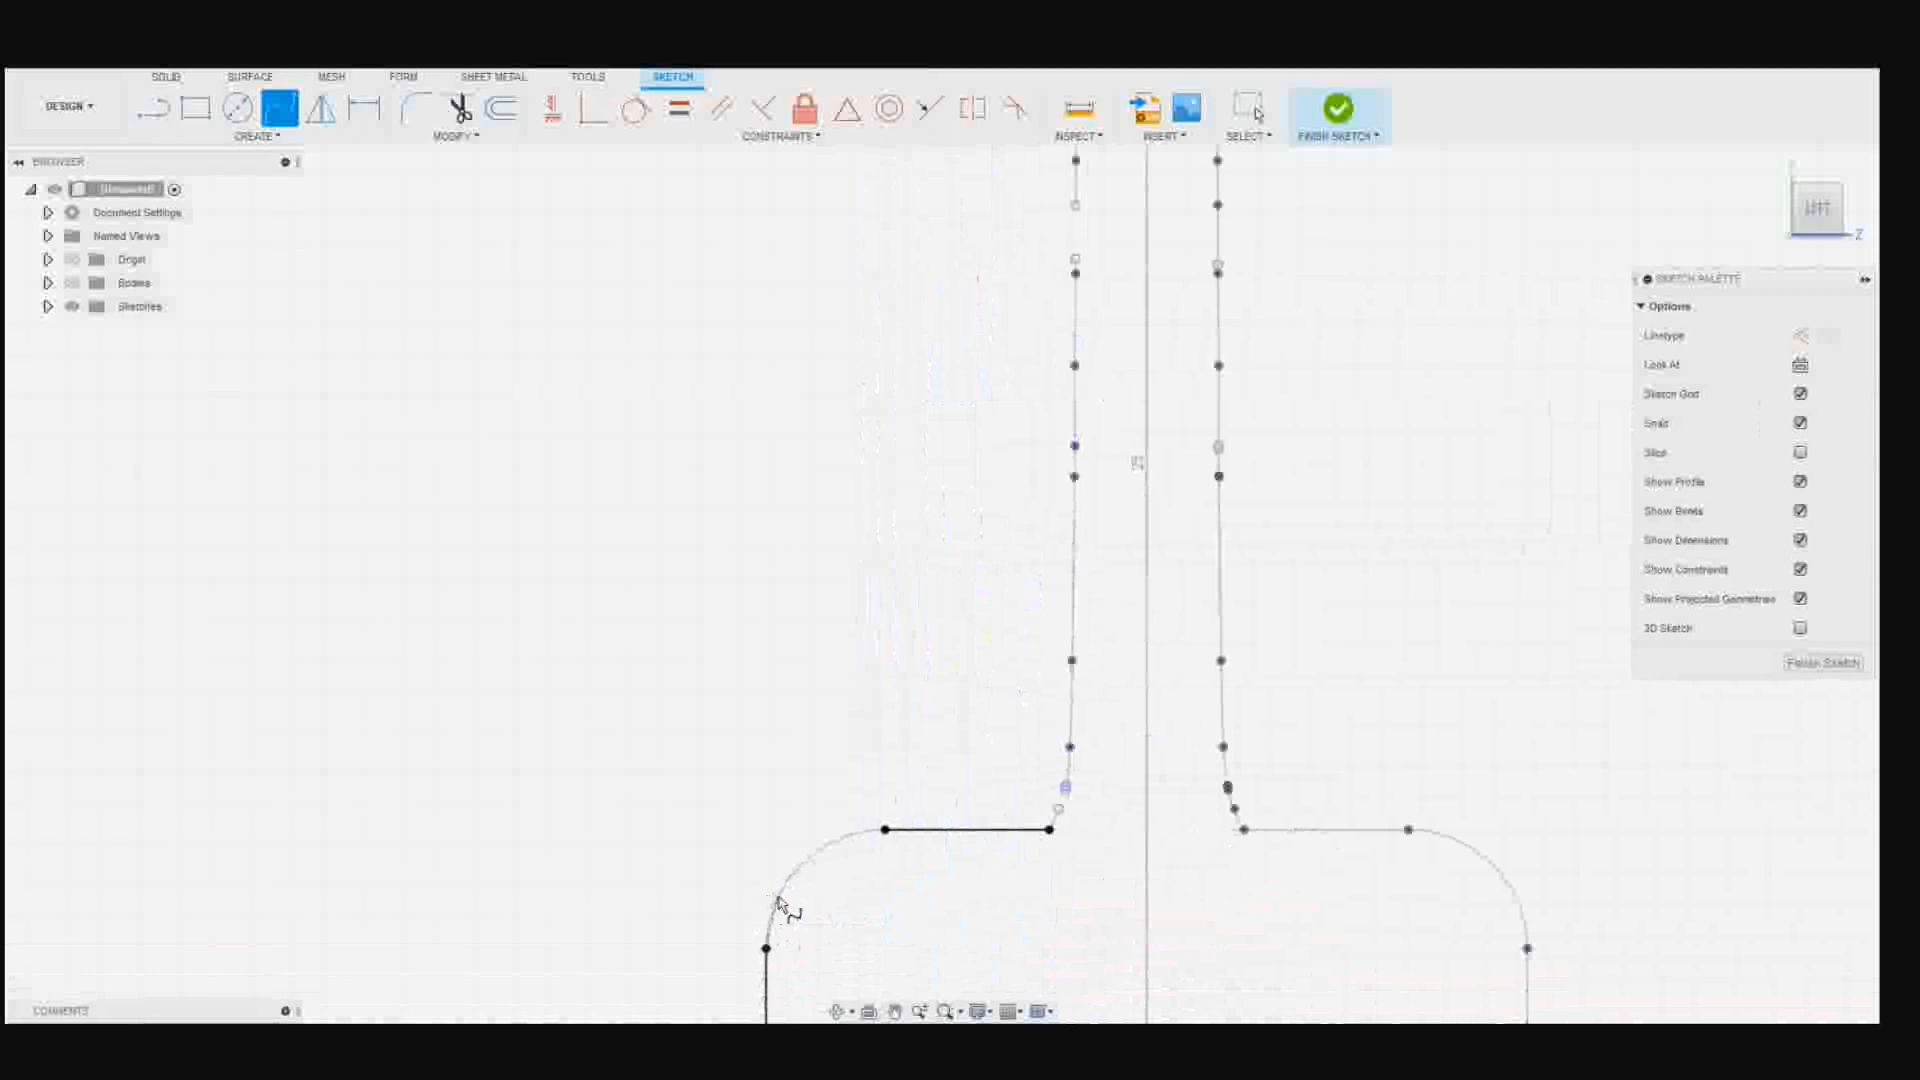 SOLID SURFACE MESH FORM SHEET METAL TOOLS SKETCH
DESIGN
CREATE MODIFY CONSTRAINTS INSPECT INSERT SELECT FINISH SKETCH
BROWSER
Document Settings
Named Views
Origin
Bodies
Sketches
LEFT
Z
SKETCH PALETTE
Options
Linetype
Look At
Sketch Grid
Snap
Slice
Show Profile
Show Points
Show Dimensions
Show Constraints
Show Projected Geometries
3D Sketch
Finish Sketch
COMMENTS